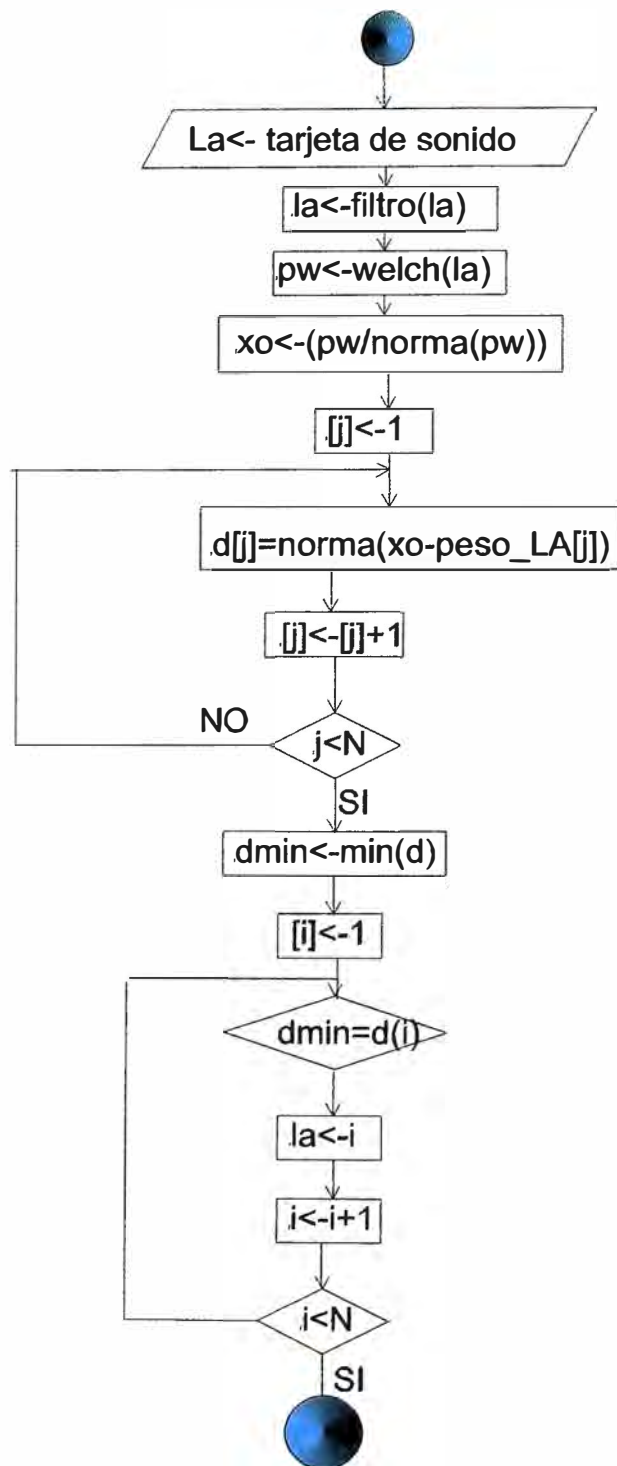 La<- tarjeta de sonido
.la<-filtro(la)
.pw<-welch(la)
.xo<-(pw/norma(pw))
.[j]<-1
.d[j]=norma(xo-peso_LA[j])
.[j]<-[j]+1
NO
.j<N
SI
.dmin<-min(d)
[i]<-1
dmin=d(i)
.la<-i
.i<-i+1
.i<N
SI